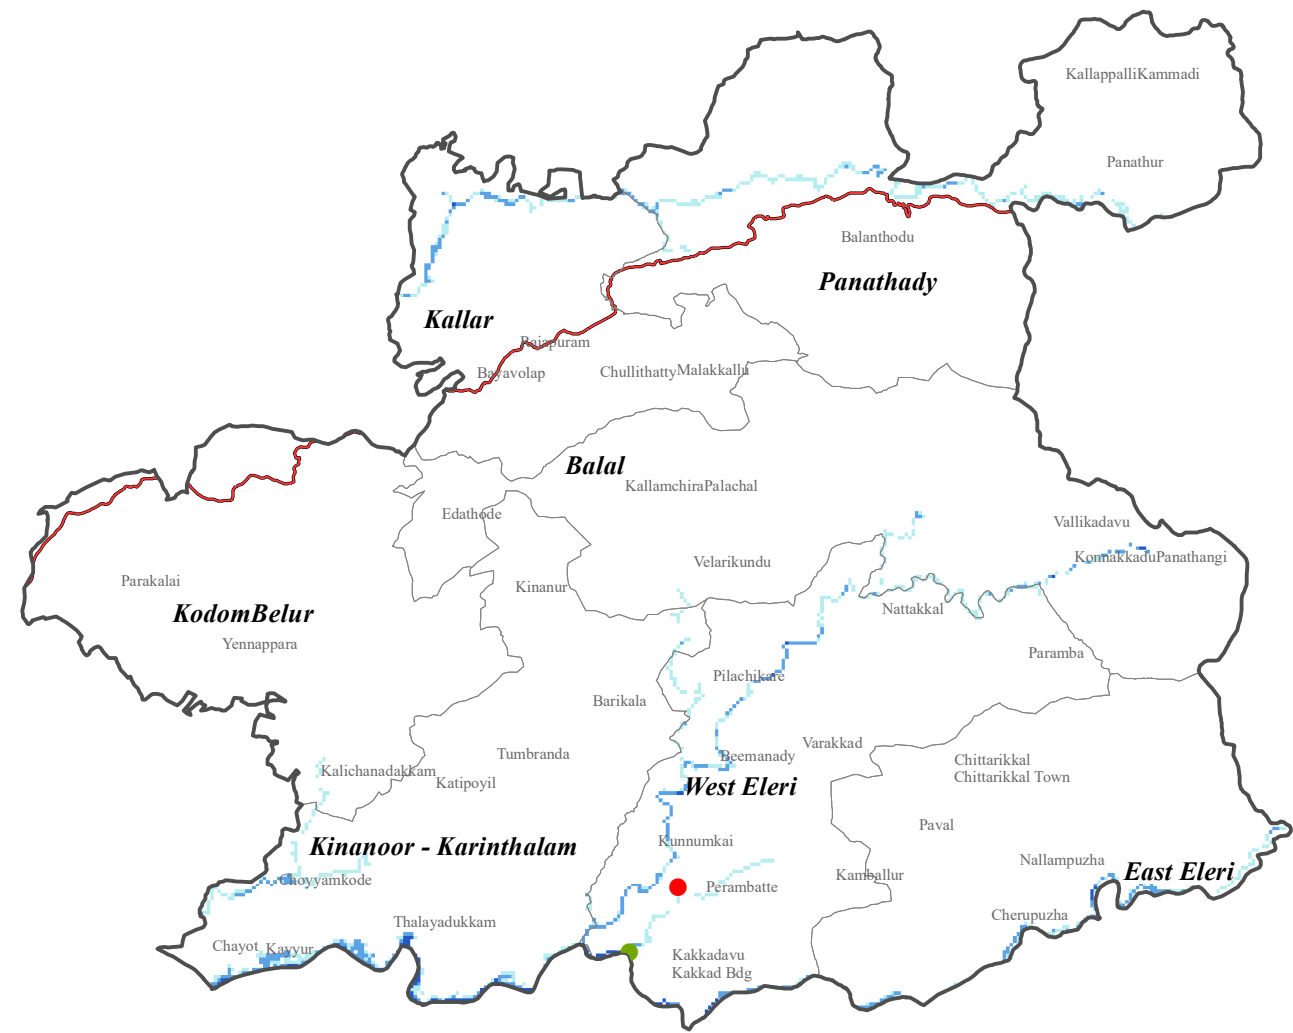 KallappalliKammadi
Panathur
Balanthodu
Panathady
Kallar
Rajapuram
Bayavolap
ChullithattyMalakkallu
Balal
KallamchiraPalachal
Edathode
Vallikadavu
KonnakkaduPanathangi
Velarikundu
Parakalai
Kinanur
KodomBelur
Nattakkal
Yennappara
Paramba
Pilachikare
Barikala
Varakkad
Tumbranda
Beemanady
Chittarikkal
Chittarikkal Town
Kalichanadakkam
Katipoyil
West Eleri
Paval
Kunnumkai
Kinanoor - Karinthalam
Nallampuzha
East Eleri
Kamballur
Choyyamkode
Perambatte
Cherupuzha
Thalayadukkam
Chayot
Kayyur
Kakkadavu
Kakkad Bdg